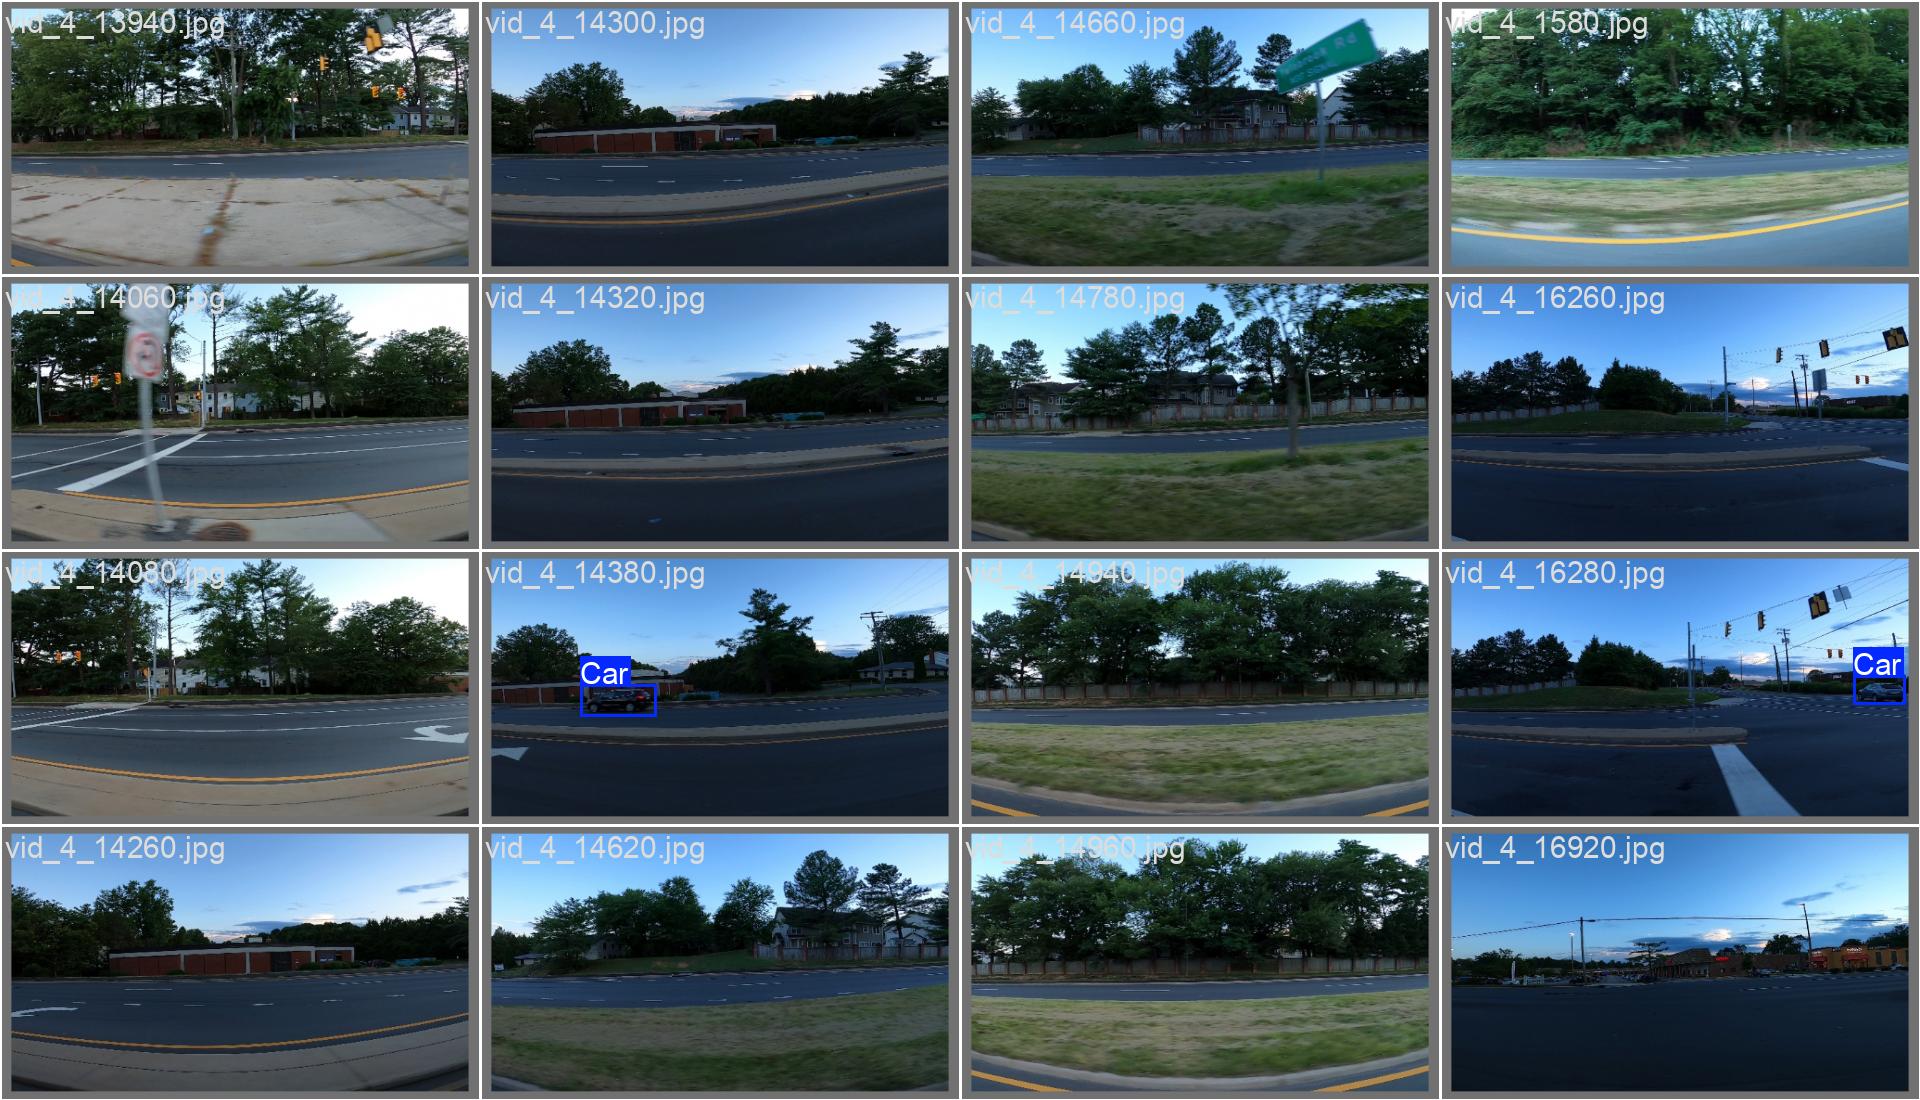 vid_4_13940.jpg
vid_4_14300.jpg
vid_4_14660.jpg
vid_4_1580.jpg
Rd
vid_4_14060.jpg
vid_4_14320.jpg
vid_4_14780.jpg
vid_4_16260.jpg
vid_4_14080.jpg
vid_4_14380.jpg
vid_4_14940.jpg
vid_4_16280.jpg
Car
Car
vid_4_14260.jpg
vid_4_14620.jpg
vid_4_14960.jpg
vid_4_16920.jpg